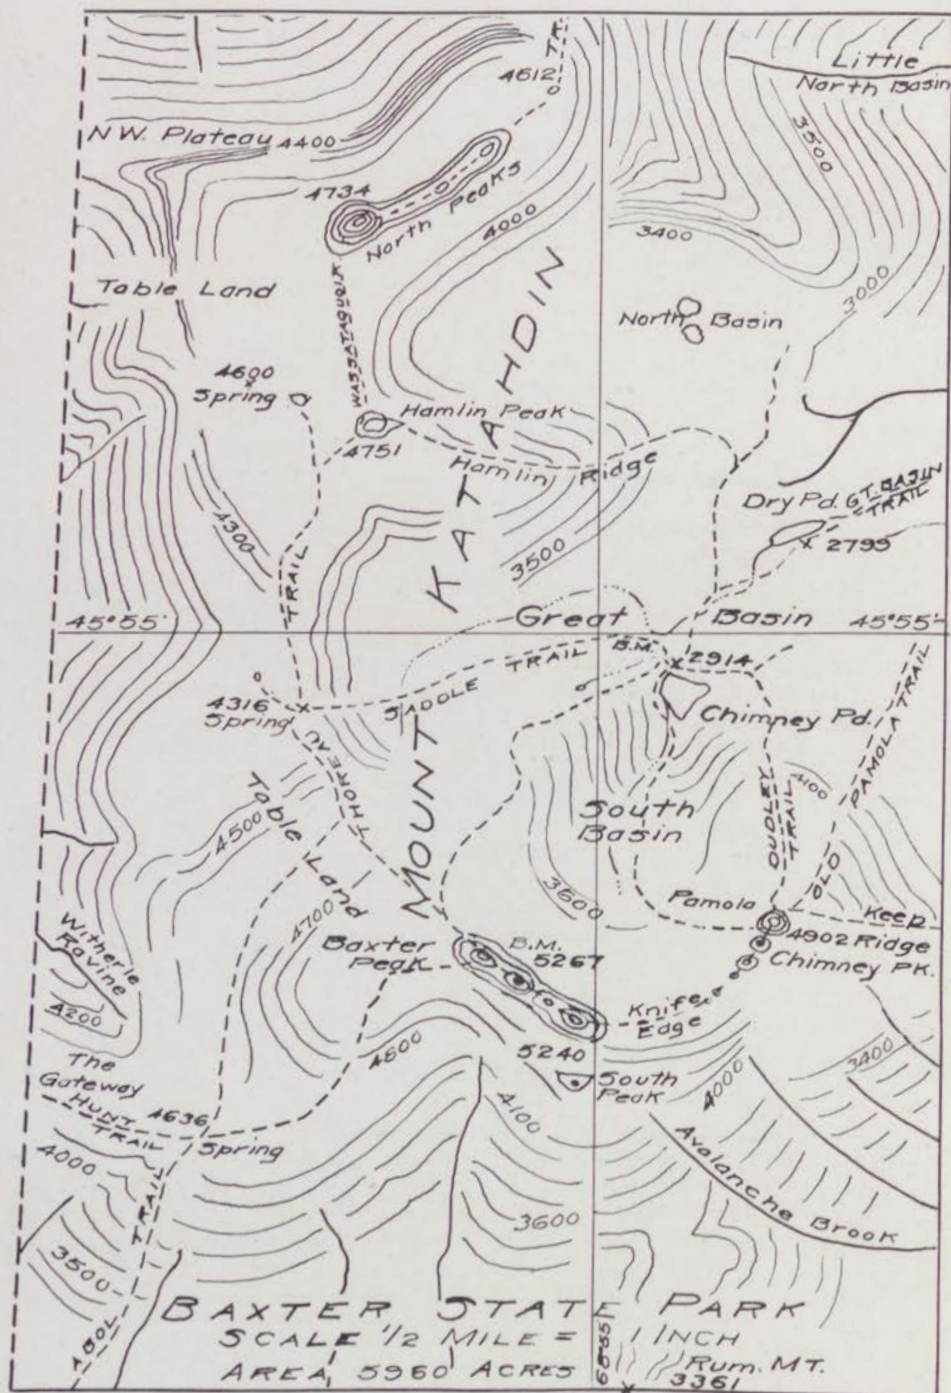 TR.
4612
Little
North Basin
N.W. Plateau 4400
3500
4734
North Peaks
4000
3400
3000
Table Land
North Basin
4600
Spring
Hamlin Peak
4751
Hamlin Ridge
Dry Pd.
GT. BASIN
TRAIL
2799
4300
3500
TRAIL
MOUNT KATAHDIN
Great Basin
45°55'
45°55'
SADDLE TRAIL
B.M.
2914
4316
Spring
Chimney Pd.
THOREAU
OLD PAMOLA TRAIL
DUDLEY
TRAIL
4100
Table Land
4500
South
Basin
4700
3600
Pamola
Keep
4902 Ridge
Chimney PK.
Witherle
Ravine
4200
Baxter
Peak
B.M.
5267
Knife
Edge
5240
4800
3400
South
Peak
4000
The
Gateway
HUNT
TRAIL
4636
Spring
4100
4000
Avalanche Brook
3600
3500
ABOL TRAIL
BAXTER STATE PARK
SCALE 1/2 MILE = 1 INCH
AREA, 5960 ACRES
Rum. MT.
3361